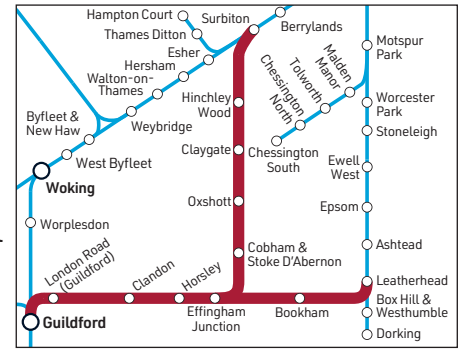 Hampton Court
Surbiton
Thames Ditton
Berrylands
Esher
Hersham
Walton-on-
Thames
Motspur
Park
Malden
Manor
Tolworth
Chessington
North
Hinchley
Wood
Worcester
Park
Byfleet &
New Haw
Weybridge
Stoneleigh
West Byfleet
Claygate
Chessington
South
Ewell
West
Woking
Oxshott
Epsom
Worplesdon
Ashtead
Cobham &
Stoke D'Abernon
London Road
(Guildford)
Clandon
Horsley
Leatherhead
Box Hill &
Westhumble
Guildford
Effingham
Junction
Bookham
Dorking